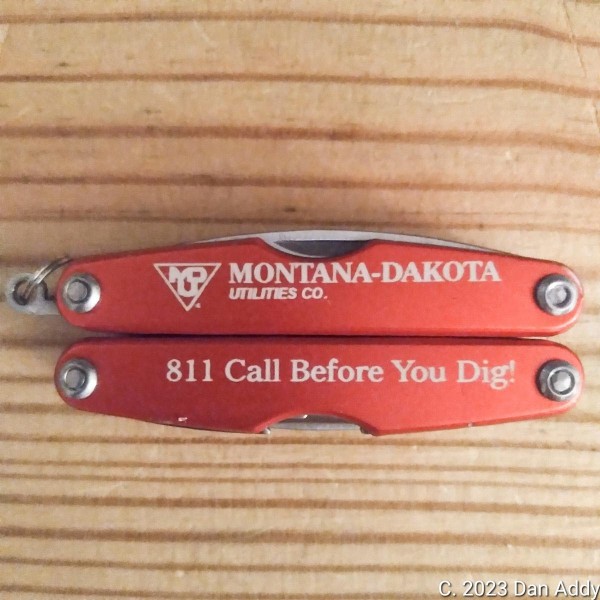 MDU
MONTANA-DAKOTA
UTILITIES CO.
811 Call Before You Dig!
C. 2023 Dan Addy